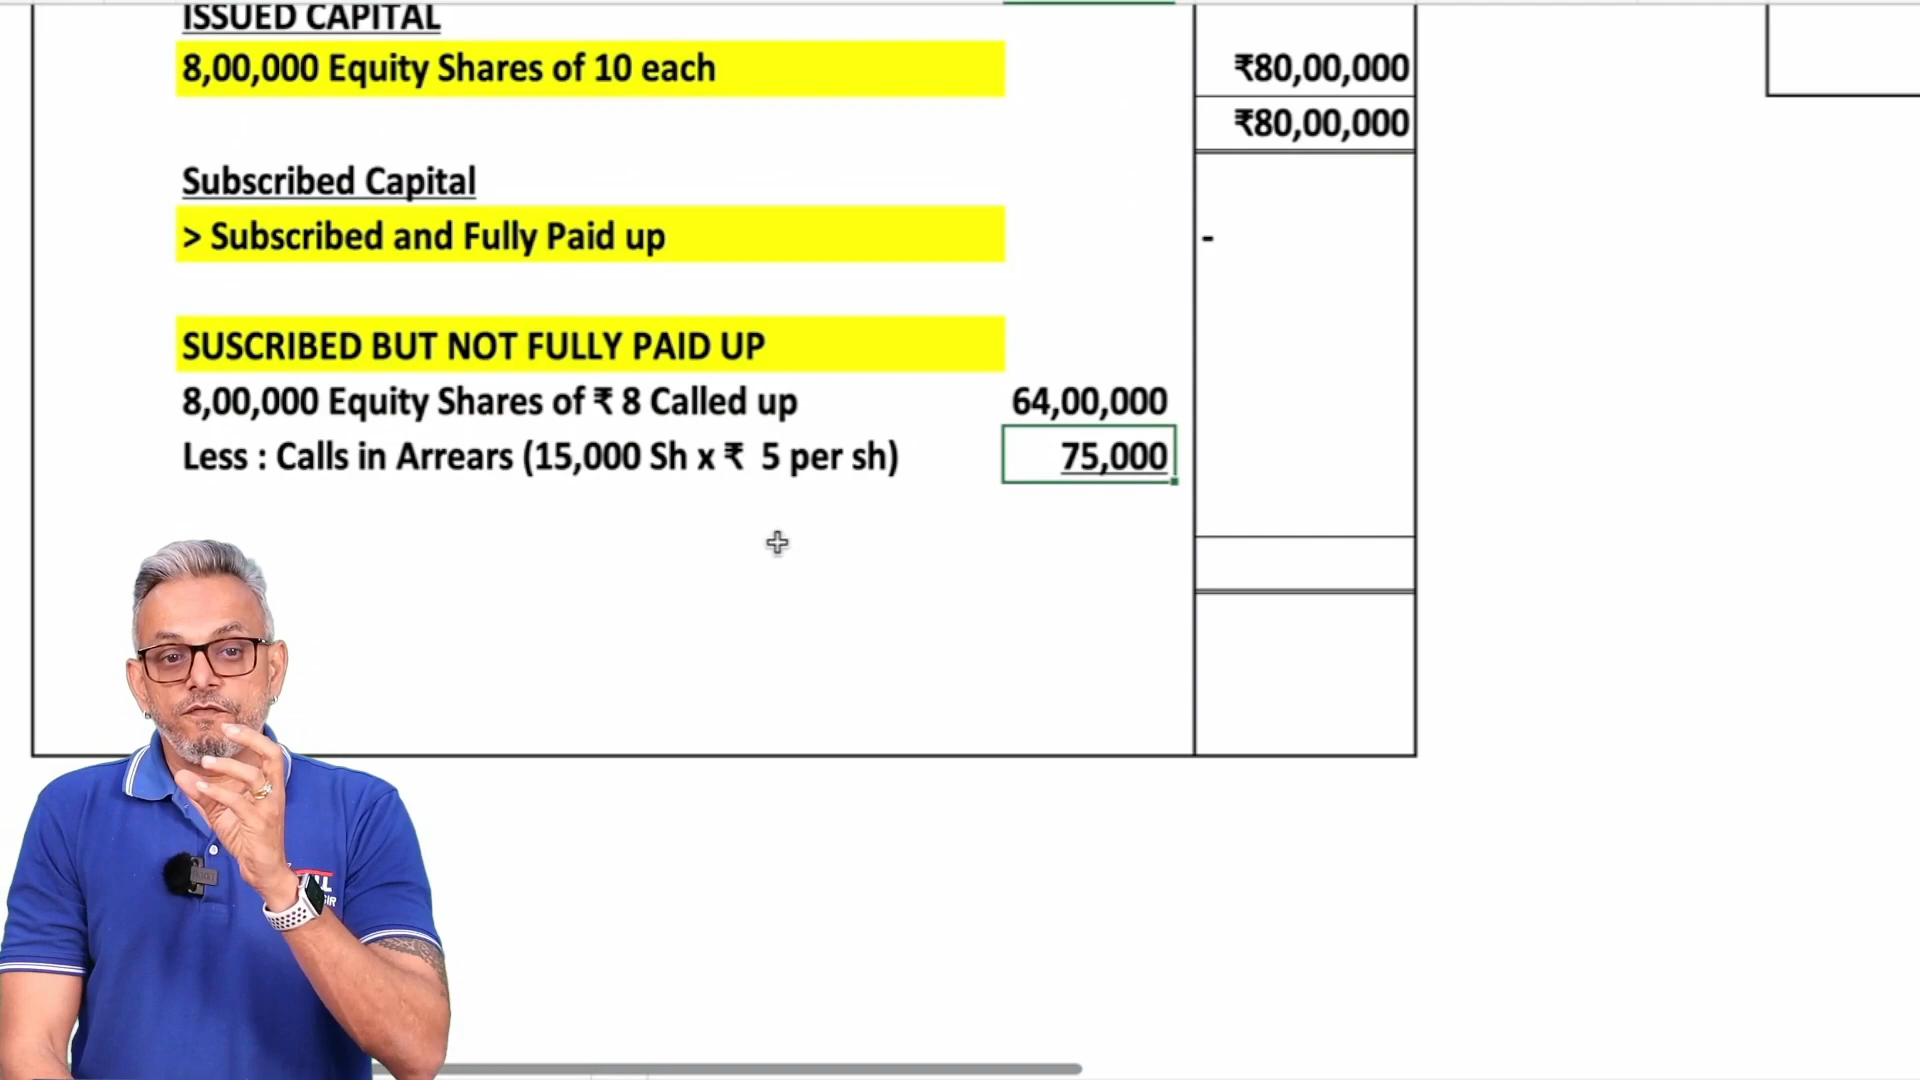 ISSUED CAPITAL
8,00,000 Equity Shares of 10 each ₹80,00,000
₹80,00,000
Subscribed Capital
> Subscribed and Fully Paid up -
SUSCRIBED BUT NOT FULLY PAID UP
8,00,000 Equity Shares of ₹ 8 Called up 64,00,000
Less : Calls in Arrears (15,000 Sh x ₹ 5 per sh) 75,000